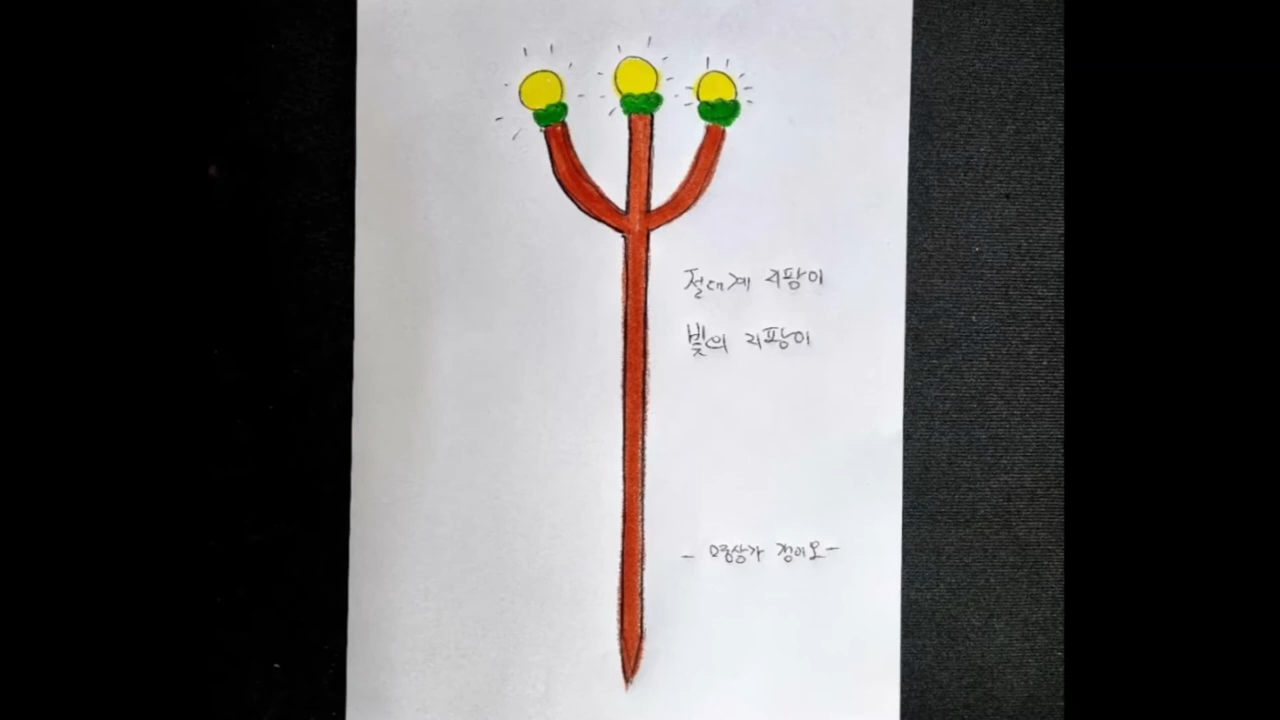 절대계 지팡이
빛의 지팡이
- 명상가 정이오 -